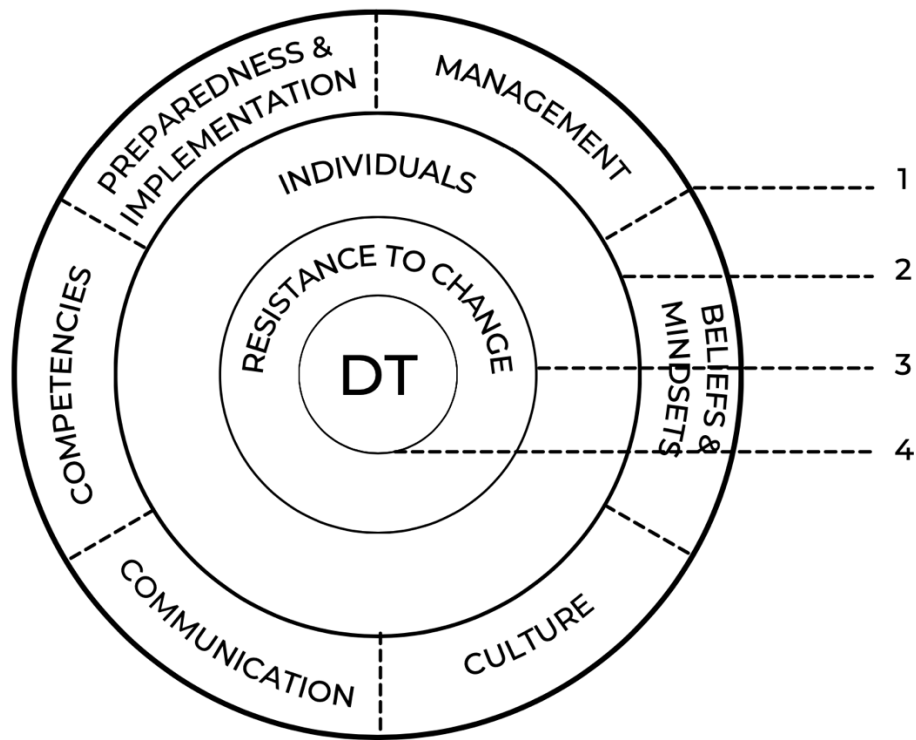 PREPAREDNESS &
IMPLEMENTATION
MANAGEMENT
INDIVIDUALS
1
RESISTANCE TO CHANGE
2
BELIEFS &
MINDSETS
COMPETENCIES
DT
3
4
COMMUNICATION
CULTURE